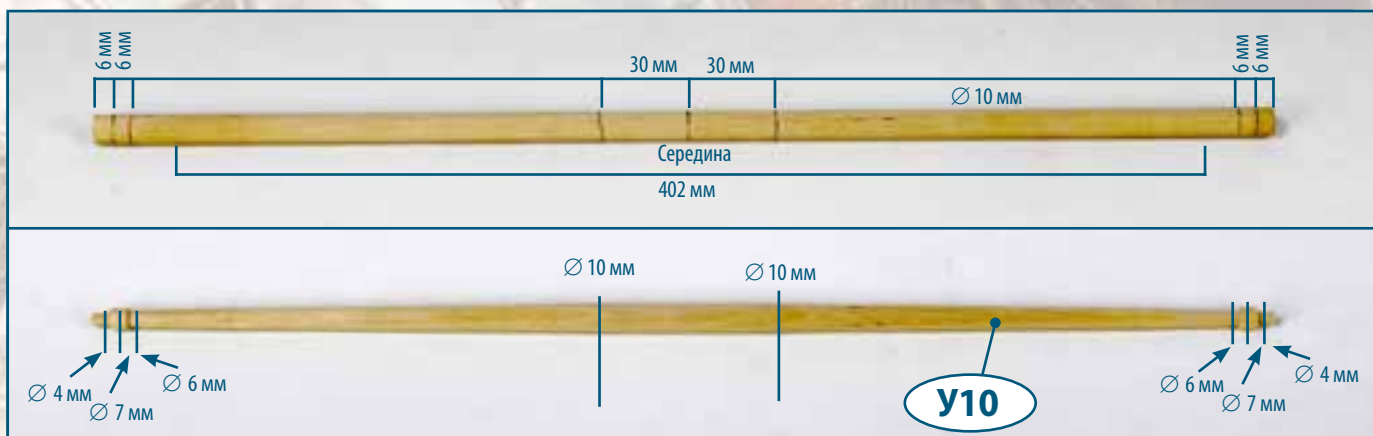 6 мм 6 мм
30 мм 30 мм
6 мм 6 мм
∅ 10 мм
Середина
402 мм
∅ 10 мм ∅ 10 мм
∅ 4 мм ∅ 7 мм ∅ 6 мм
У10
∅ 6 мм ∅ 7 мм ∅ 4 мм